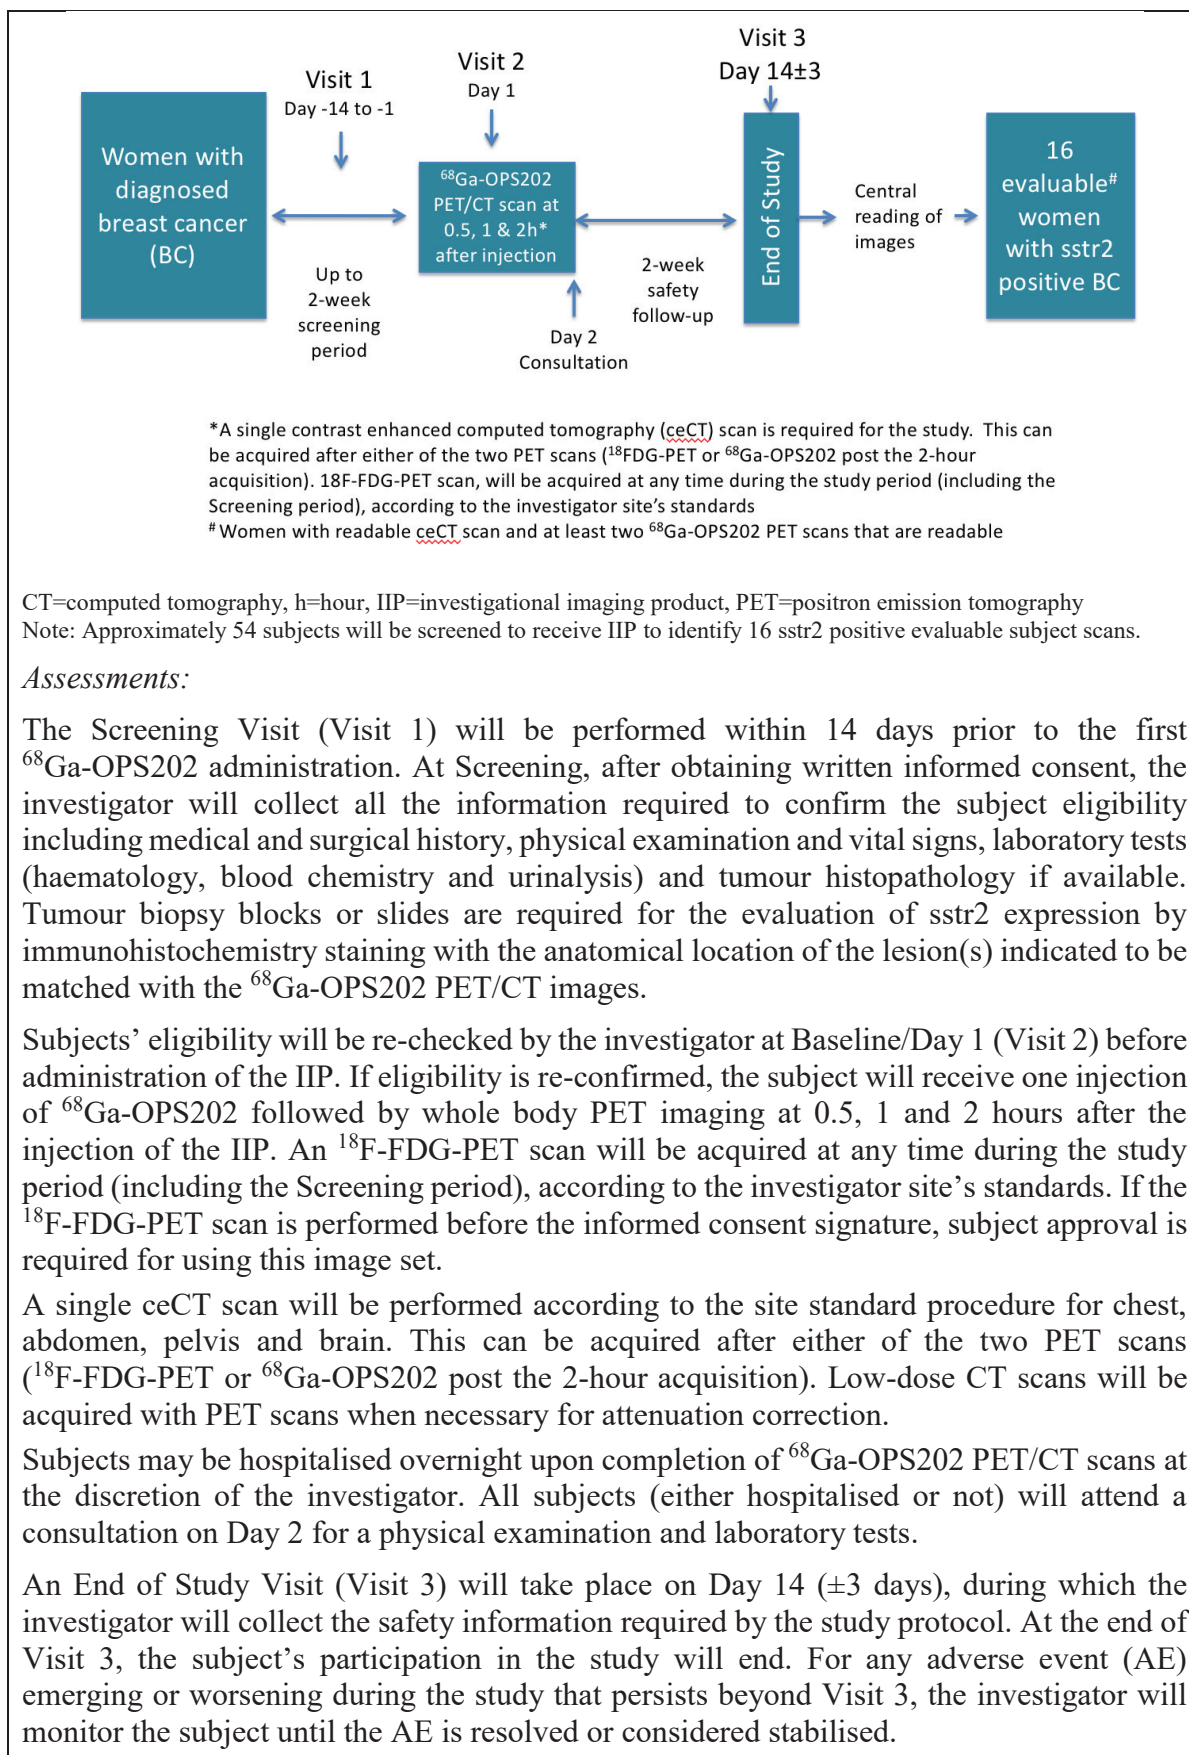 Visit 1
Day -14 to -1
Visit 2
Day 1
Visit 3
Day 14±3
Women with
diagnosed
breast cancer
(BC)
Up to
2-week
screening
period
⁶⁸Ga-OPS202
PET/CT scan at
0.5, 1 & 2h*
after injection
Day 2
Consultation
2-week
safety
follow-up
End of Study
Central
reading of
images
16
evaluable#
women
with sstr2
positive BC
*A single contrast enhanced computed tomography (ceCT) scan is required for the study. This can
be acquired after either of the two PET scans (¹⁸FDG-PET or ⁶⁸Ga-OPS202 post the 2-hour
acquisition). 18F-FDG-PET scan, will be acquired at any time during the study period (including the
Screening period), according to the investigator site's standards
# Women with readable ceCT scan and at least two ⁶⁸Ga-OPS202 PET scans that are readable
CT=computed tomography, h=hour, IIP=investigational imaging product, PET=positron emission tomography
Note: Approximately 54 subjects will be screened to receive IIP to identify 16 sstr2 positive evaluable subject scans.
Assessments:
The Screening Visit (Visit 1) will be performed within 14 days prior to the first
⁶⁸Ga-OPS202 administration. At Screening, after obtaining written informed consent, the
investigator will collect all the information required to confirm the subject eligibility
including medical and surgical history, physical examination and vital signs, laboratory tests
(haematology, blood chemistry and urinalysis) and tumour histopathology if available.
Tumour biopsy blocks or slides are required for the evaluation of sstr2 expression by
immunohistochemistry staining with the anatomical location of the lesion(s) indicated to be
matched with the ⁶⁸Ga-OPS202 PET/CT images.
Subjects' eligibility will be re-checked by the investigator at Baseline/Day 1 (Visit 2) before
administration of the IIP. If eligibility is re-confirmed, the subject will receive one injection
of ⁶⁸Ga-OPS202 followed by whole body PET imaging at 0.5, 1 and 2 hours after the
injection of the IIP. An ¹⁸F-FDG-PET scan will be acquired at any time during the study
period (including the Screening period), according to the investigator site's standards. If the
¹⁸F-FDG-PET scan is performed before the informed consent signature, subject approval is
required for using this image set.
A single ceCT scan will be performed according to the site standard procedure for chest,
abdomen, pelvis and brain. This can be acquired after either of the two PET scans
(¹⁸F-FDG-PET or ⁶⁸Ga-OPS202 post the 2-hour acquisition). Low-dose CT scans will be
acquired with PET scans when necessary for attenuation correction.
Subjects may be hospitalised overnight upon completion of ⁶⁸Ga-OPS202 PET/CT scans at
the discretion of the investigator. All subjects (either hospitalised or not) will attend a
consultation on Day 2 for a physical examination and laboratory tests.
An End of Study Visit (Visit 3) will take place on Day 14 (±3 days), during which the
investigator will collect the safety information required by the study protocol. At the end of
Visit 3, the subject's participation in the study will end. For any adverse event (AE)
emerging or worsening during the study that persists beyond Visit 3, the investigator will
monitor the subject until the AE is resolved or considered stabilised.